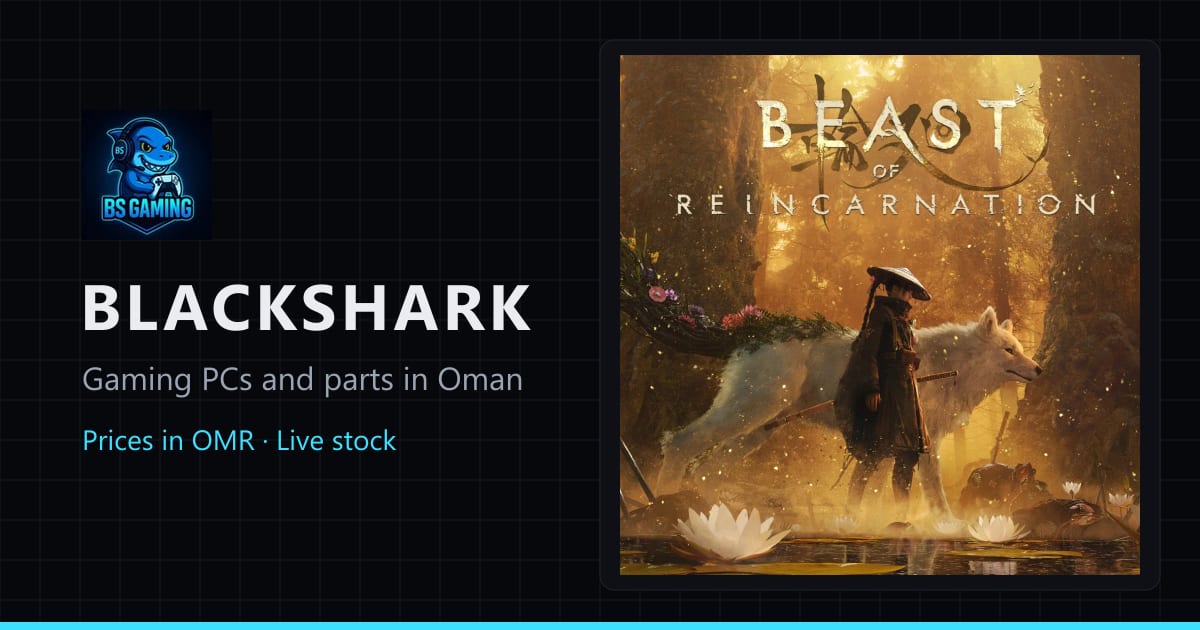 BS
BS GAMING
BLACKSHARK
Gaming PCs and parts in Oman
Prices in OMR · Live stock
BEAST
OF
REINCARNATION